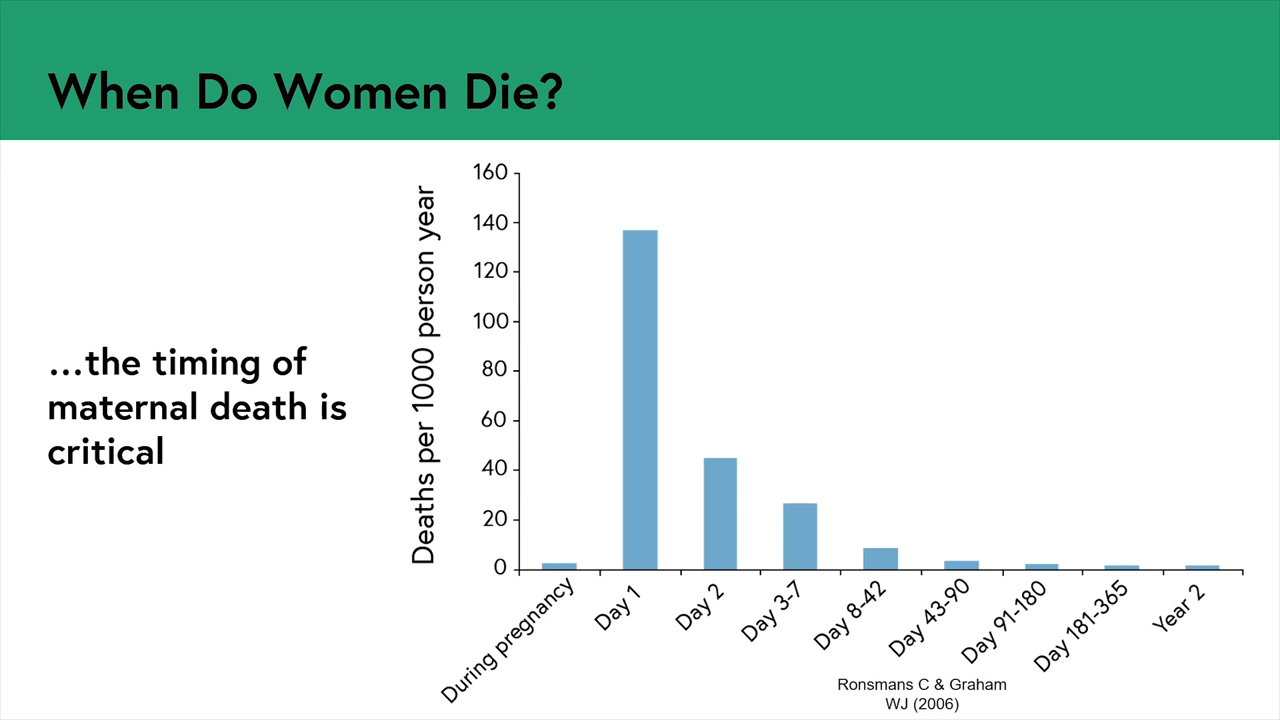 When Do Women Die?
…the timing of
maternal death is
critical
Deaths per 1000 person year
160
140
120
100
80
60
40
20
0
During pregnancy
Day 1
Day 2
Day 3-7
Day 8-42
Day 43-90
Day 91-180
Day 181-365
Year 2
Ronsmans C & Graham
WJ (2006)